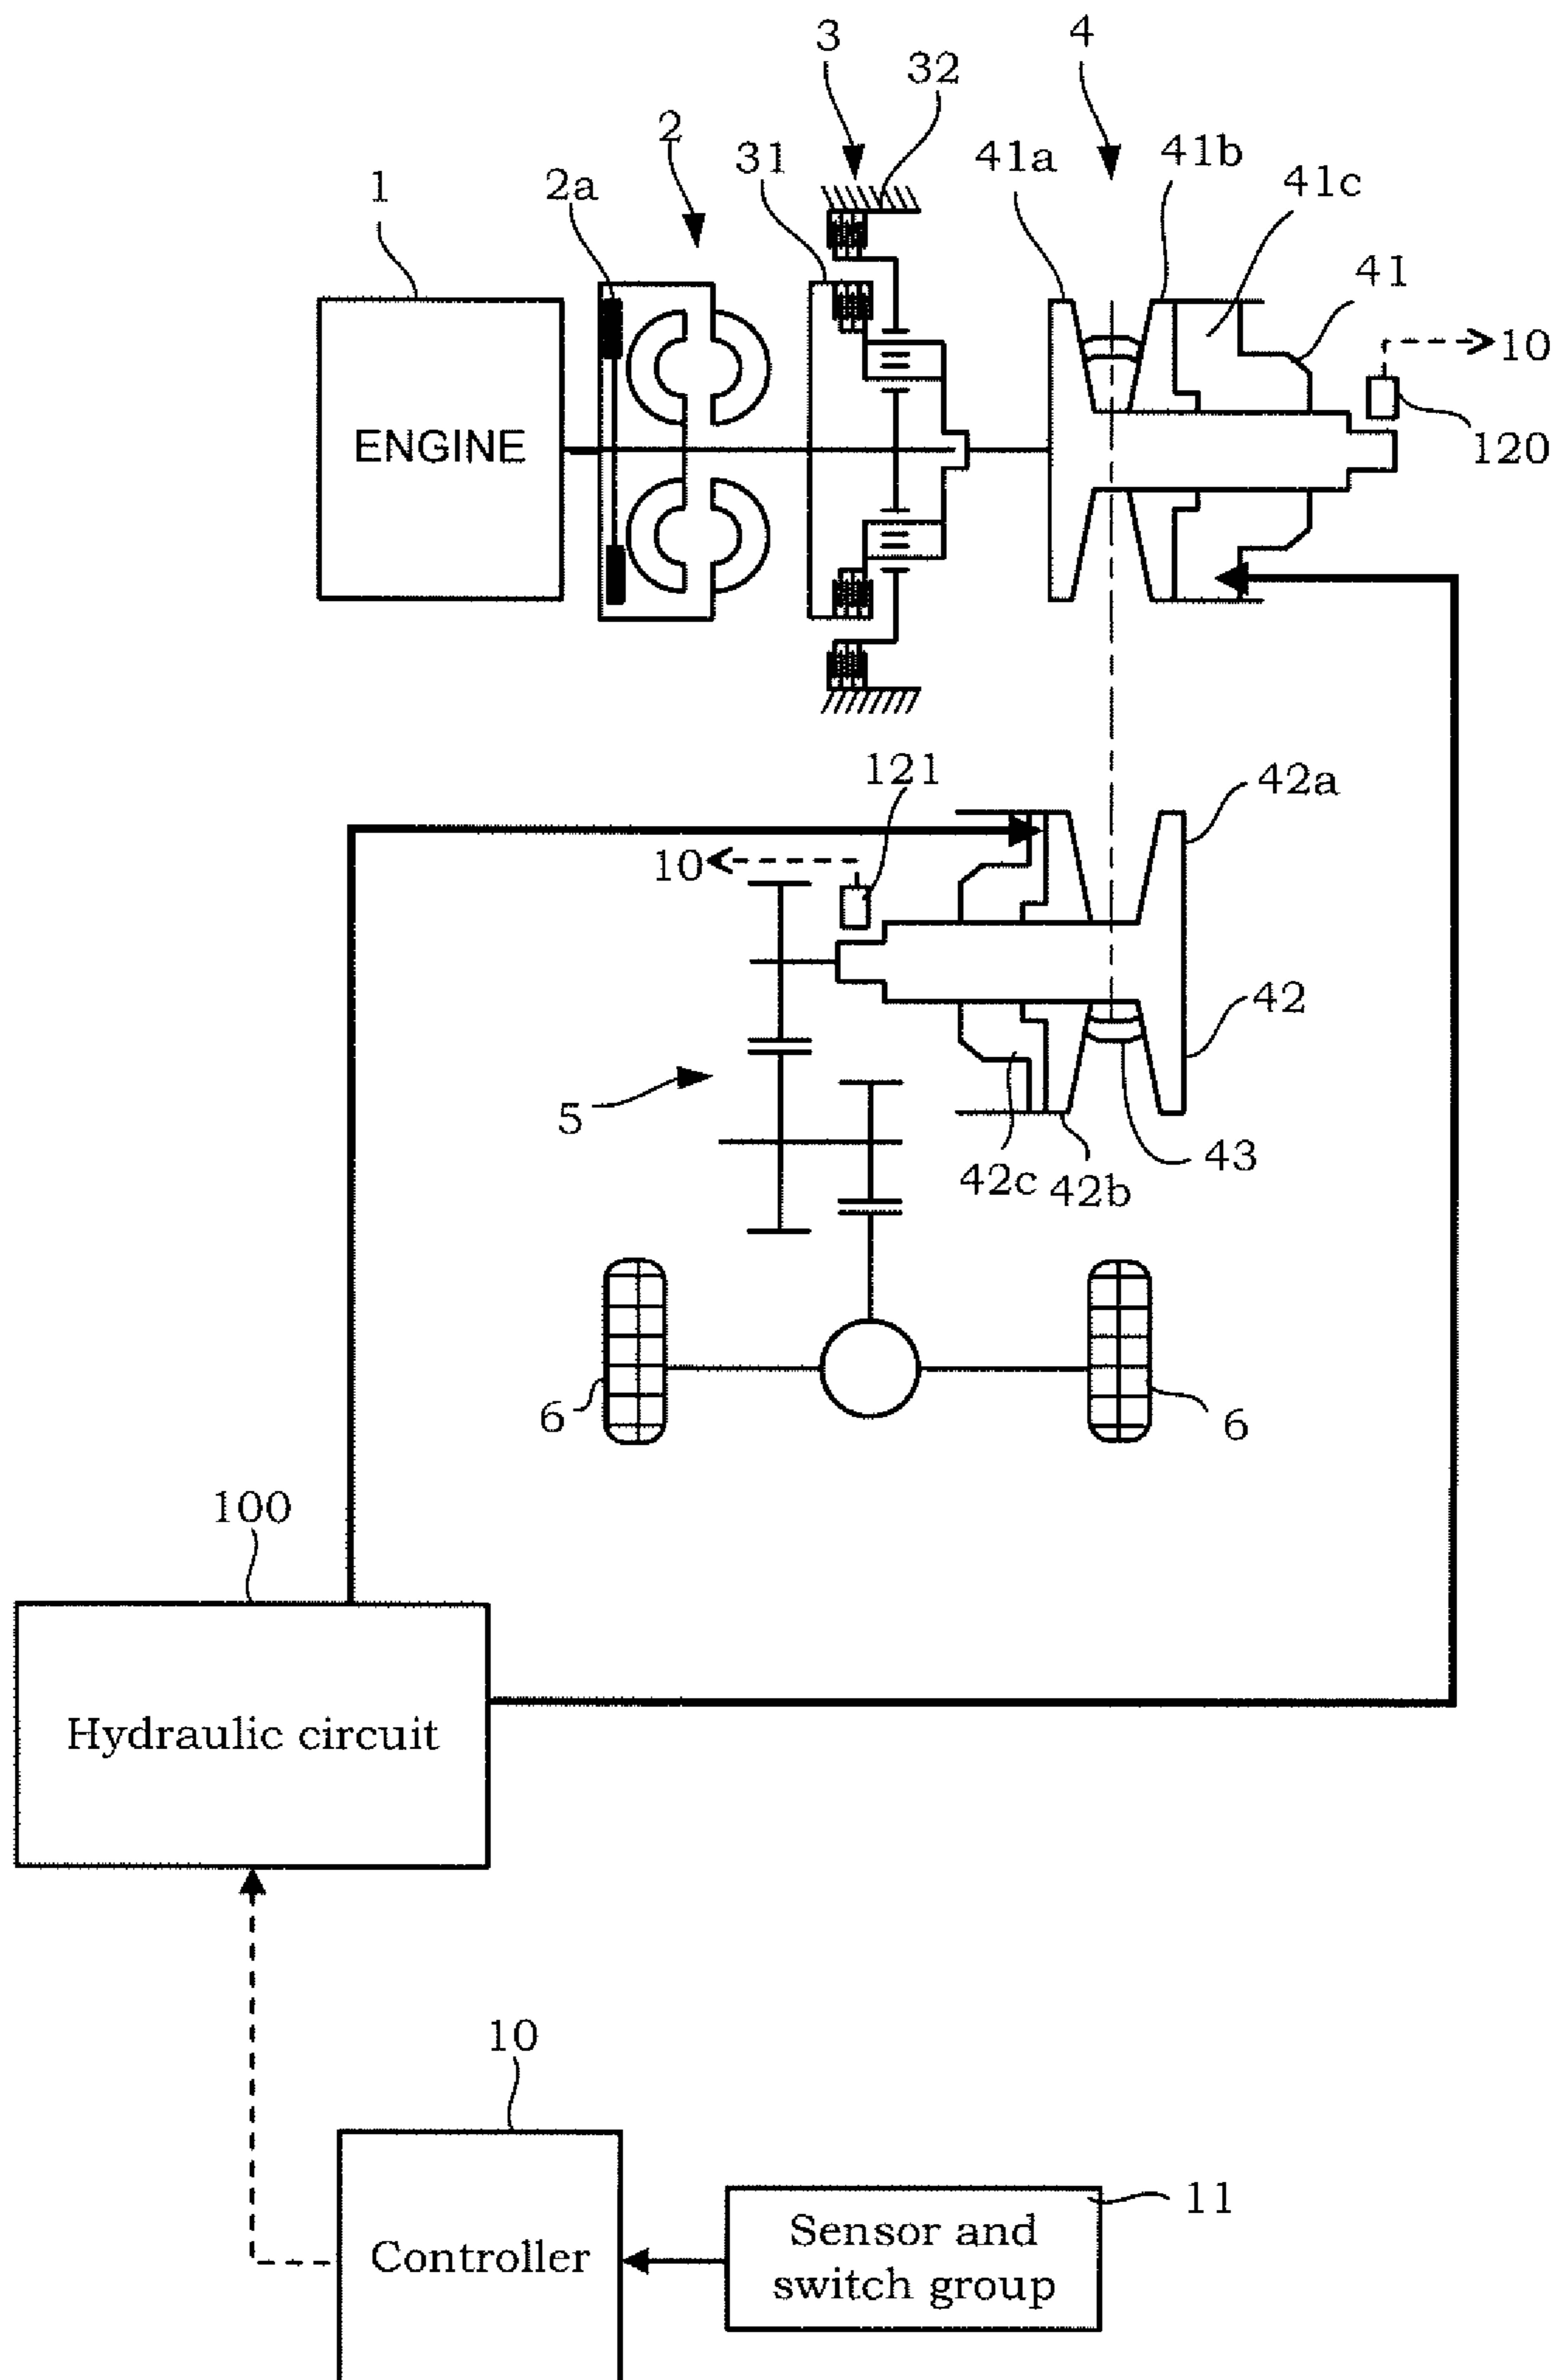 4
3
32
2
31
41a
41b
41c
2a
1
41
10
ENGINE
120
121
42a
10
42
5
43
42c
42b
6
6
100
Hydraulic circuit
10
11
Sensor and
switch group
Controller